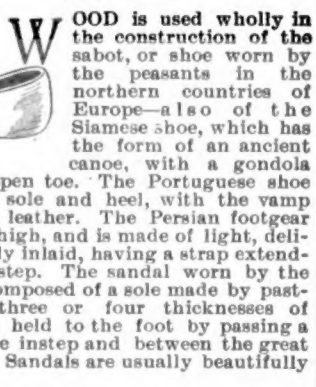 WOOD is used wholly in
the construction of the
sabot, or shoe worn by
the peasants in the
northern countries of
Europe—also of the
Siamese shoe, which has
the form of an ancient
canoe, with a gondola
pen toe. The Portuguese shoe
sole and heel, with the vamp
leather. The Persian footgear
high, and is made of light, deli-
ly inlaid, having a strap extend-
step. The sandal worn by the
omposed of a sole made by past-
three or four thicknesses of
held to the foot by passing a
e instep and between the great
Sandals are usually beautifully